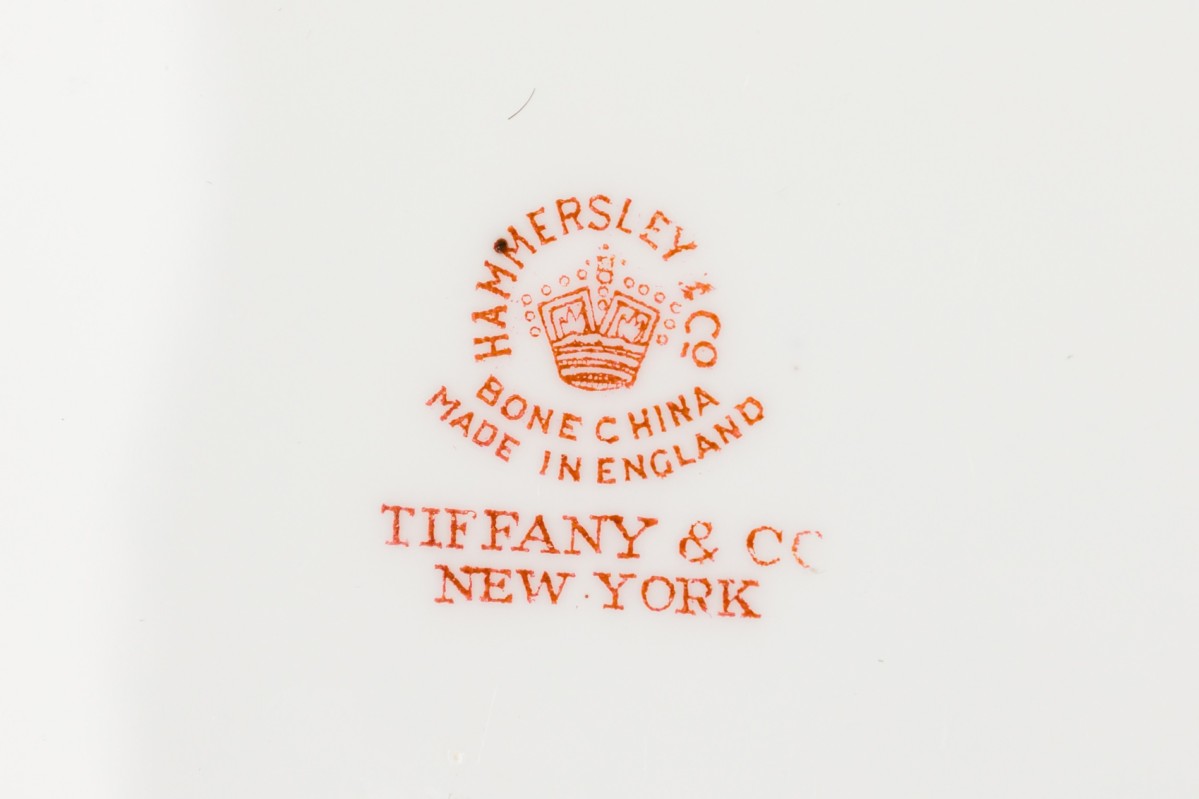 HAMMERSLEY & Co
BONE CHINA
MADE IN ENGLAND
TIFFANY & CO
NEW YORK